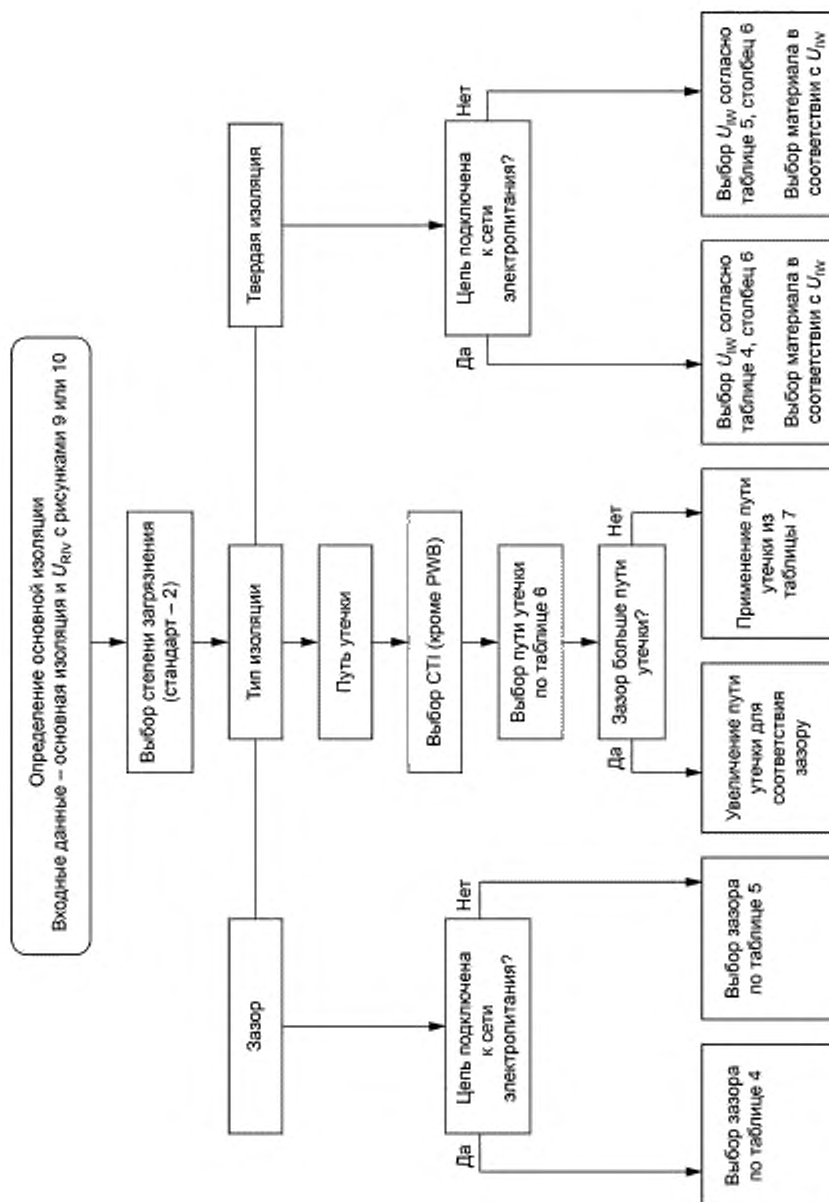 Определение основной изоляции
Входные данные – основная изоляция и U_RIV с рисунками 9 или 10
Выбор степени загрязнения
(стандарт – 2)
Зазор
Тип изоляции
Твердая изоляция
Путь утечки
Выбор CTI (кроме PWB)
Выбор пути утечки
по таблице 6
Цепь подключена
к сети
электропитания?
Да
Нет
Зазор больше пути
утечки?
Да
Нет
Цепь подключена
к сети
электропитания?
Да
Нет
Выбор зазора
по таблице 4
Выбор зазора
по таблице 5
Увеличение пути
утечки для
соответствия
зазору
Применение пути
утечки из
таблицы 7
Выбор U_IW согласно
таблице 4, столбец 6
Выбор материала в
соответствии с U_IW
Выбор U_IW согласно
таблице 5, столбец 6
Выбор материала в
соответствии с U_IW